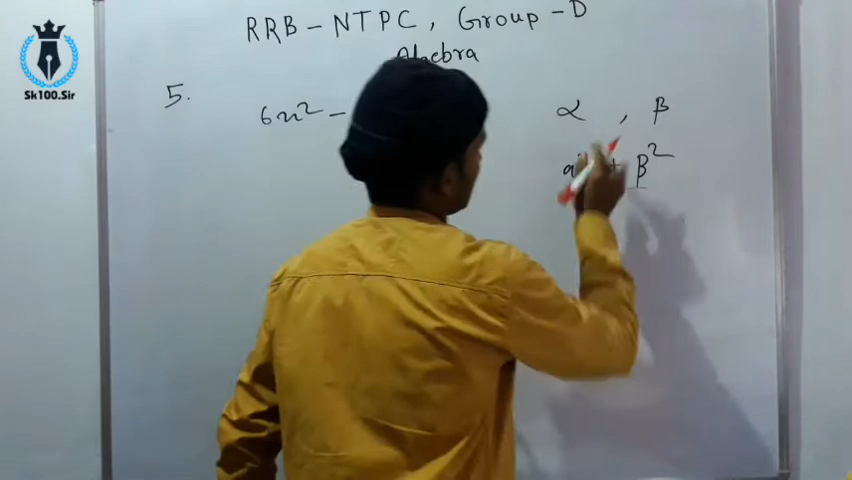 RRB - NTPC, Group - D
Algebra
5. 6x² - α, β
+ β²
Sk100.Sir